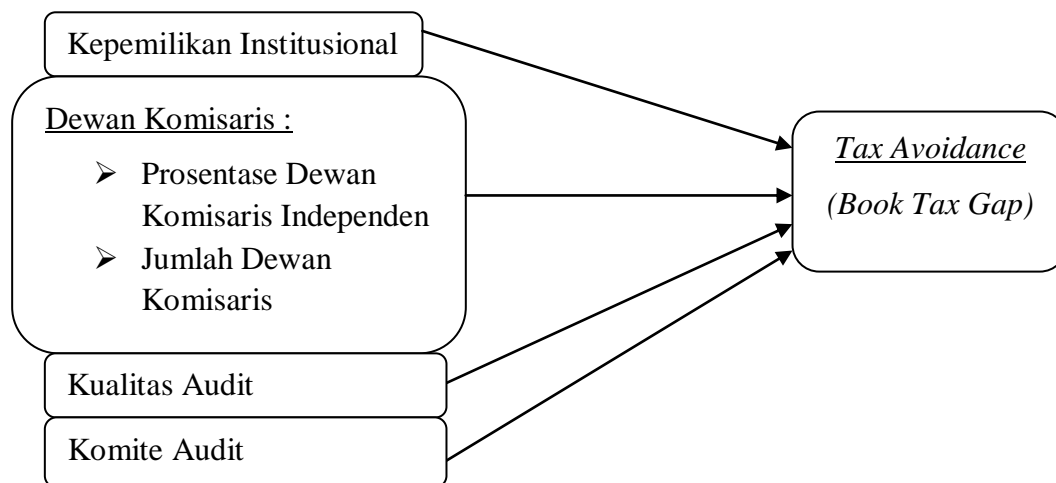 Kepemilikan Institusional
Dewan Komisaris :
➢ Prosentase Dewan
Komisaris Independen
➢ Jumlah Dewan
Komisaris
Kualitas Audit
Komite Audit
Tax Avoidance
(Book Tax Gap)